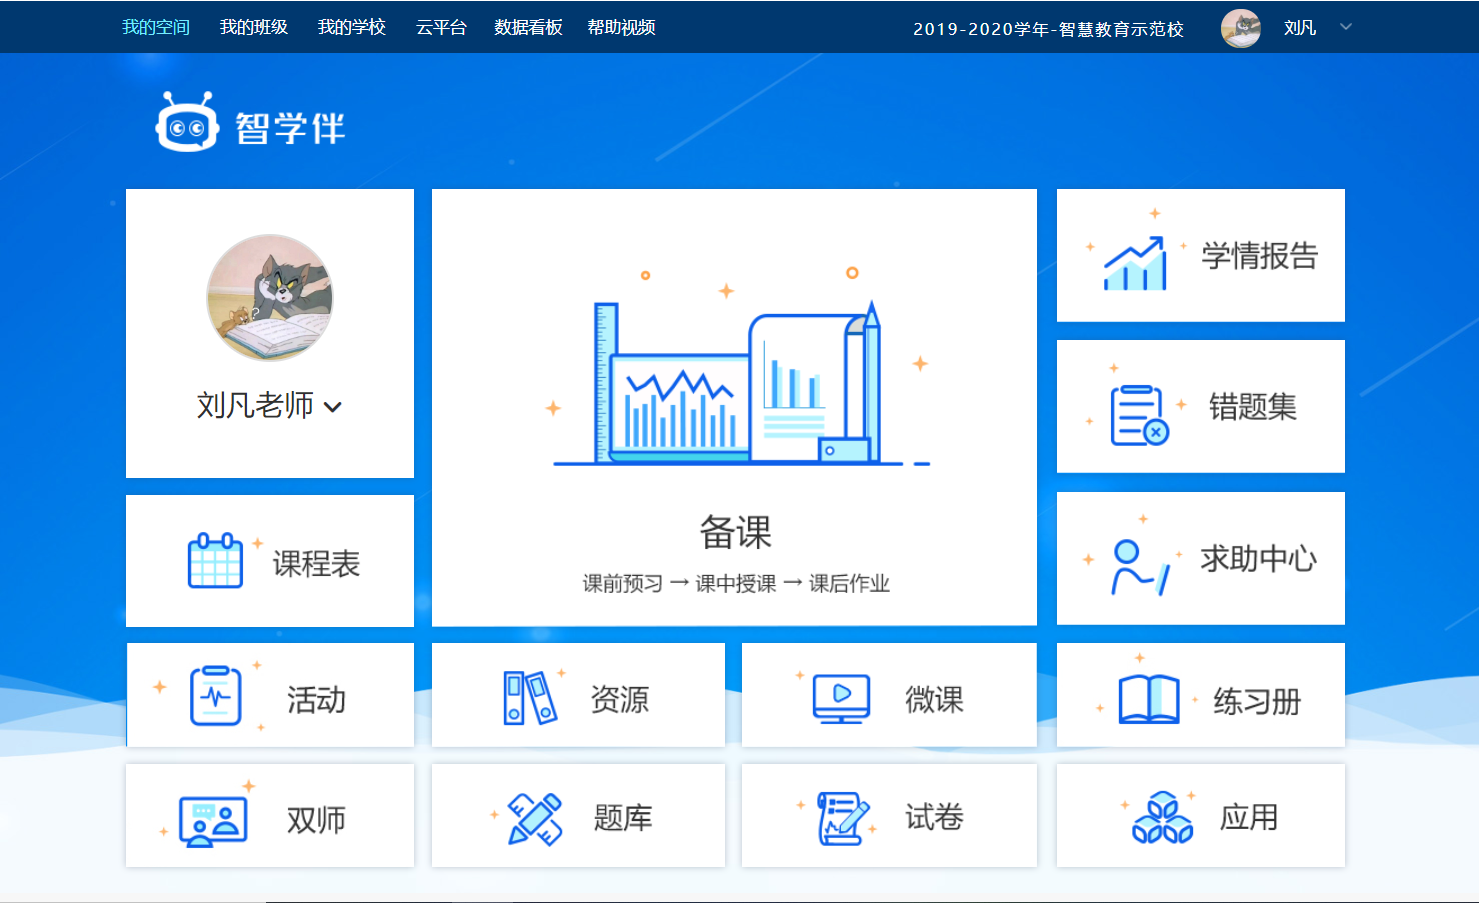 我的空间 我的班级 我的学校 云平台 数据看板 帮助视频 2019-2020学年-智慧教育示范校 刘凡
智学伴
刘凡老师
课程表
备课
课前预习 → 课中授课 → 课后作业
学情报告
错题集
求助中心
活动 资源 微课 练习册
双师 题库 试卷 应用